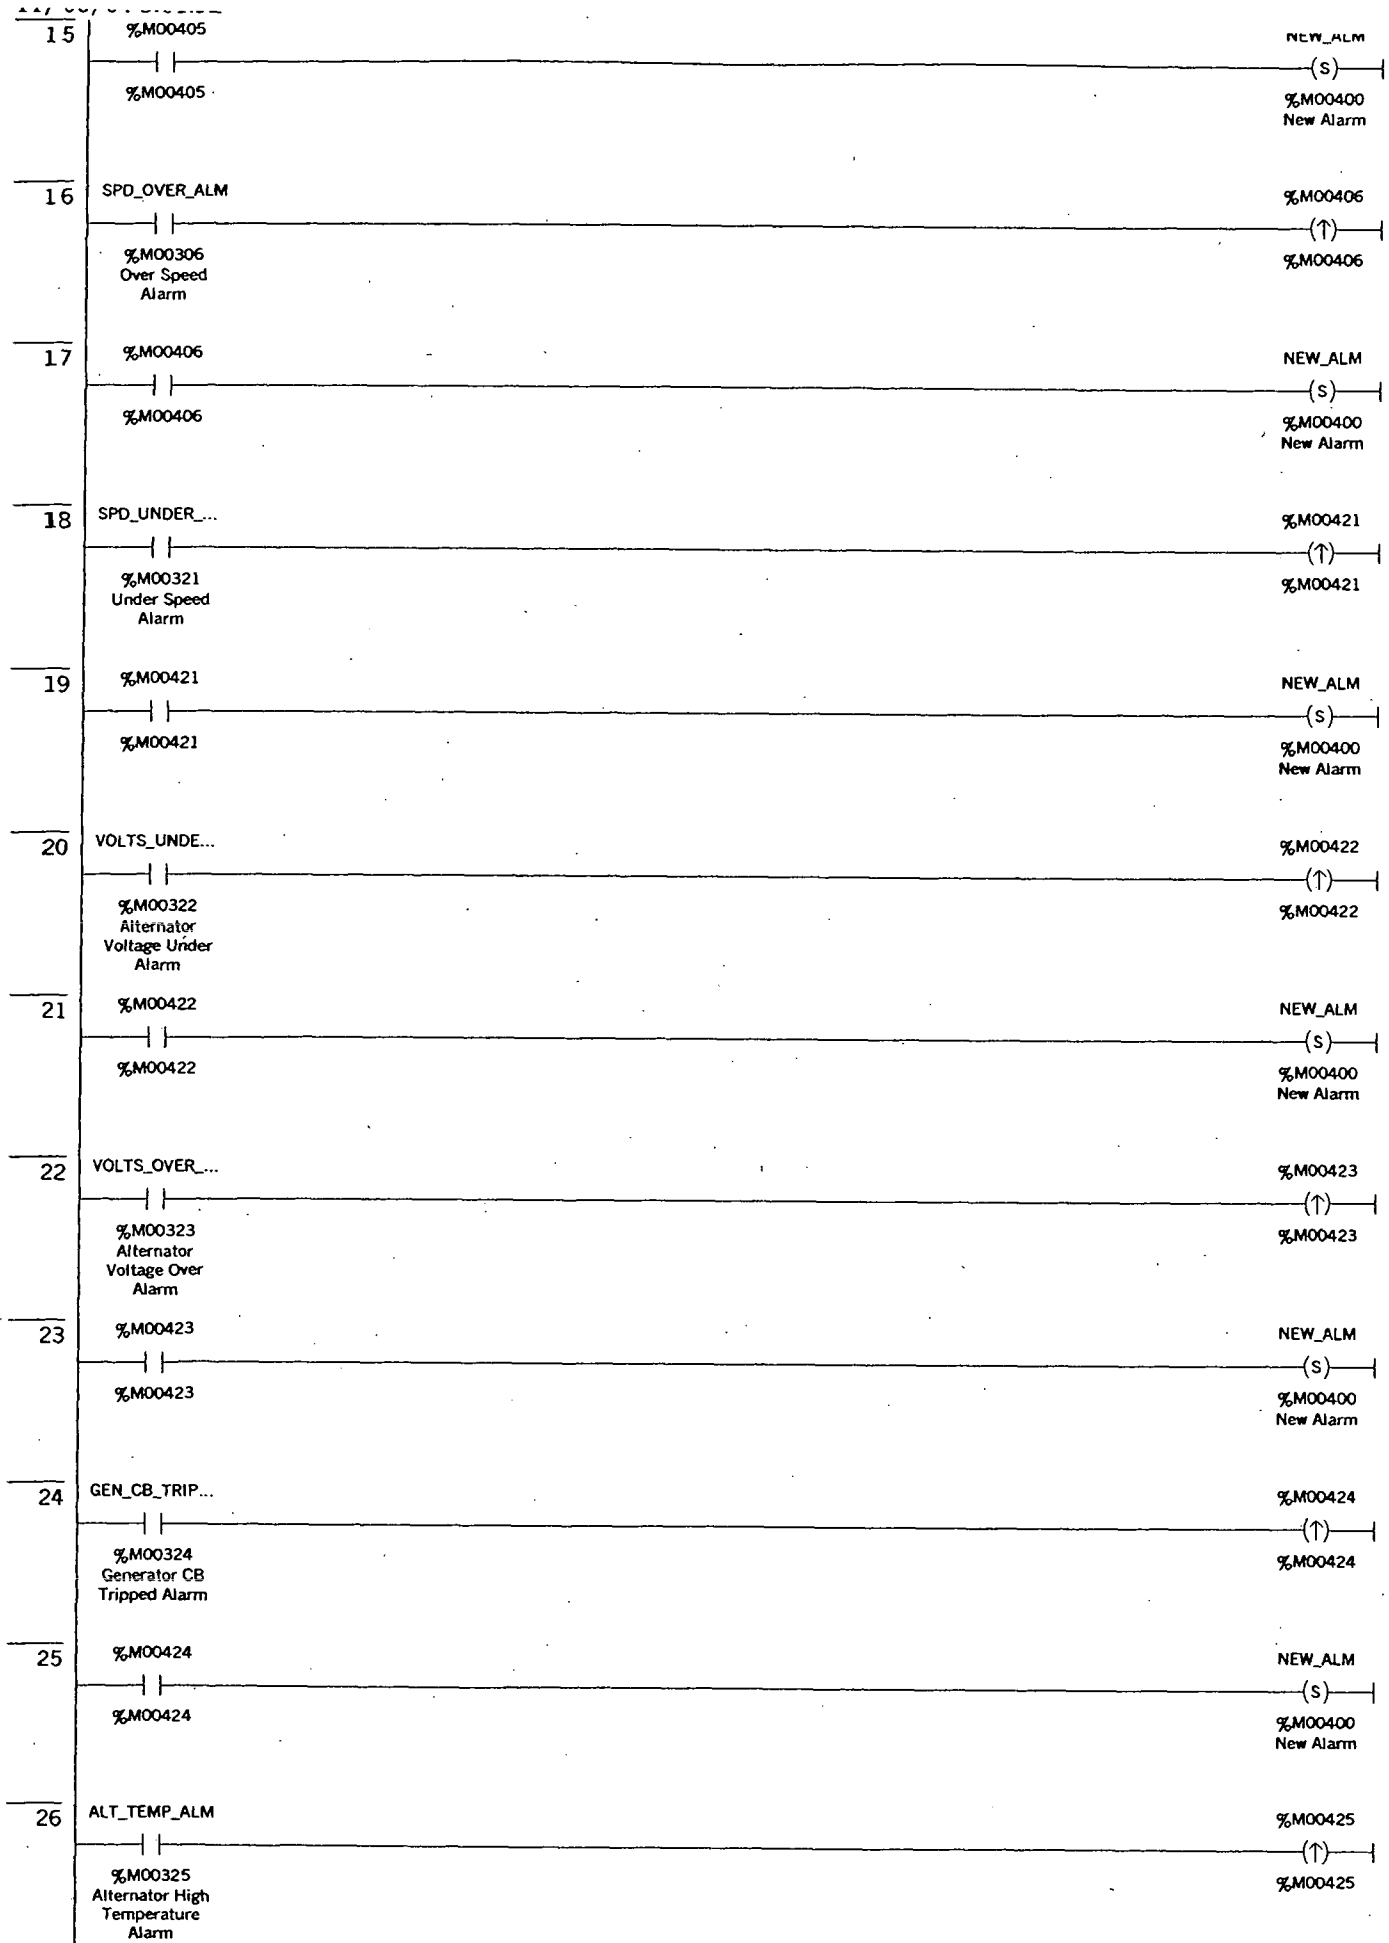 15
%M00405
NEW_ALM
(S)
%M00405
%M00400
New Alarm
16
SPD_OVER_ALM
%M00406
(↑)
%M00306
Over Speed
Alarm
%M00406
17
%M00406
NEW_ALM
(S)
%M00406
%M00400
New Alarm
18
SPD_UNDER_...
%M00421
(↑)
%M00321
Under Speed
Alarm
%M00421
19
%M00421
NEW_ALM
(S)
%M00421
%M00400
New Alarm
20
VOLTS_UNDE...
%M00422
(↑)
%M00322
Alternator
Voltage Under
Alarm
%M00422
21
%M00422
NEW_ALM
(S)
%M00422
%M00400
New Alarm
22
VOLTS_OVER_...
%M00423
(↑)
%M00323
Alternator
Voltage Over
Alarm
%M00423
23
%M00423
NEW_ALM
(S)
%M00423
%M00400
New Alarm
24
GEN_CB_TRIP...
%M00424
(↑)
%M00324
Generator CB
Tripped Alarm
%M00424
25
%M00424
NEW_ALM
(S)
%M00424
%M00400
New Alarm
26
ALT_TEMP_ALM
%M00425
(↑)
%M00325
Alternator High
Temperature
Alarm
%M00425